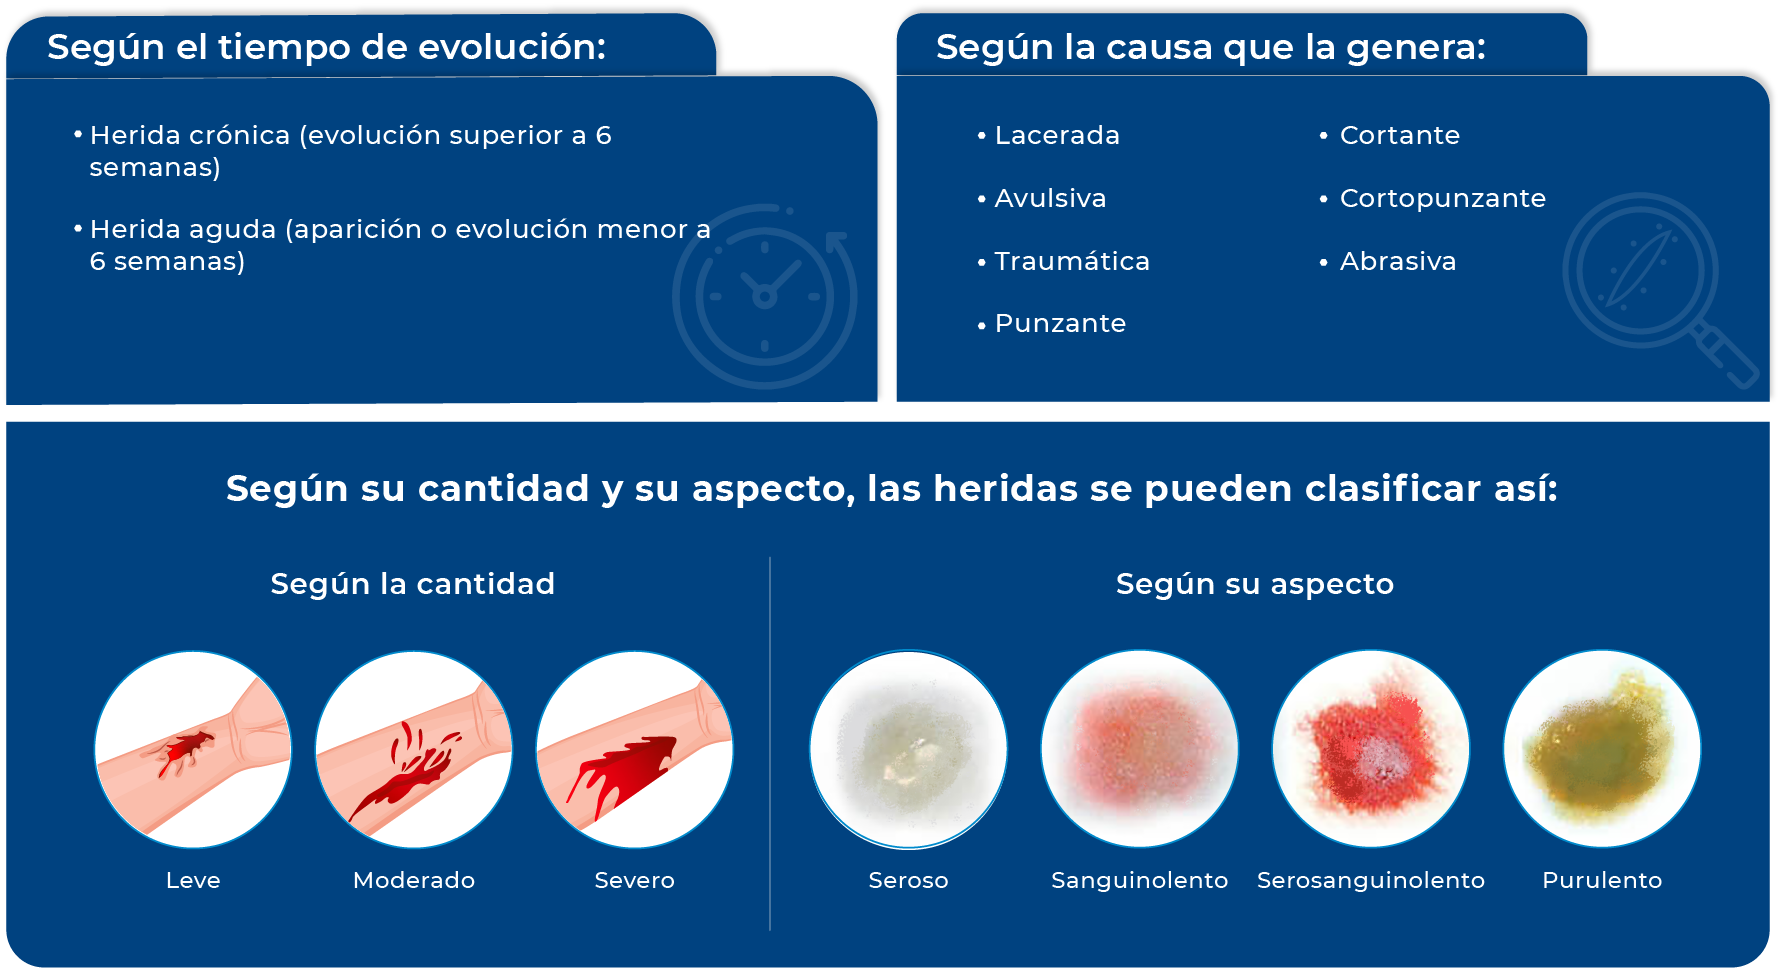 Según el tiempo de evolución:
• Herida crónica (evolución superior a 6
semanas)
• Herida aguda (aparición o evolución menor a
6 semanas)
Según la causa que la genera:
• Lacerada
• Avulsiva
• Traumática
• Punzante
• Cortante
• Cortopunzante
• Abrasiva
Según su cantidad y su aspecto, las heridas se pueden clasificar así:
Según la cantidad
Leve
Moderado
Severo
Según su aspecto
Seroso
Sanguinolento
Serosanguinolento
Purulento